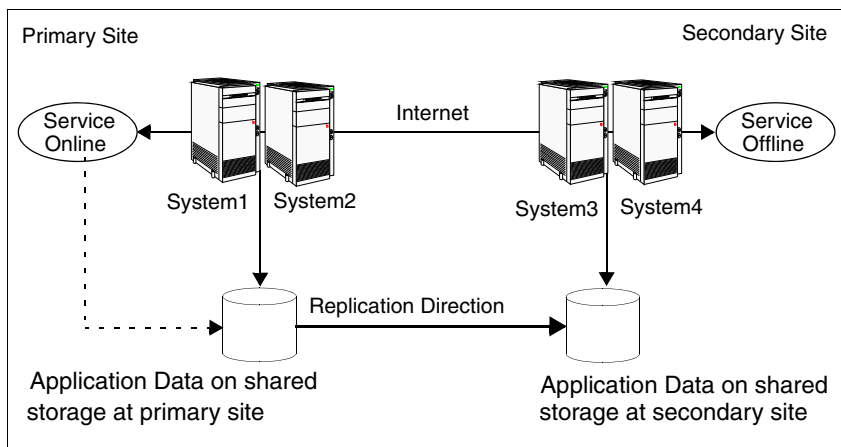 Primary Site
Secondary Site
Service
Online
Internet
Service
Offline
System1
System2
System3
System4
Replication Direction
Application Data on shared
storage at primary site
Application Data on shared
storage at secondary site